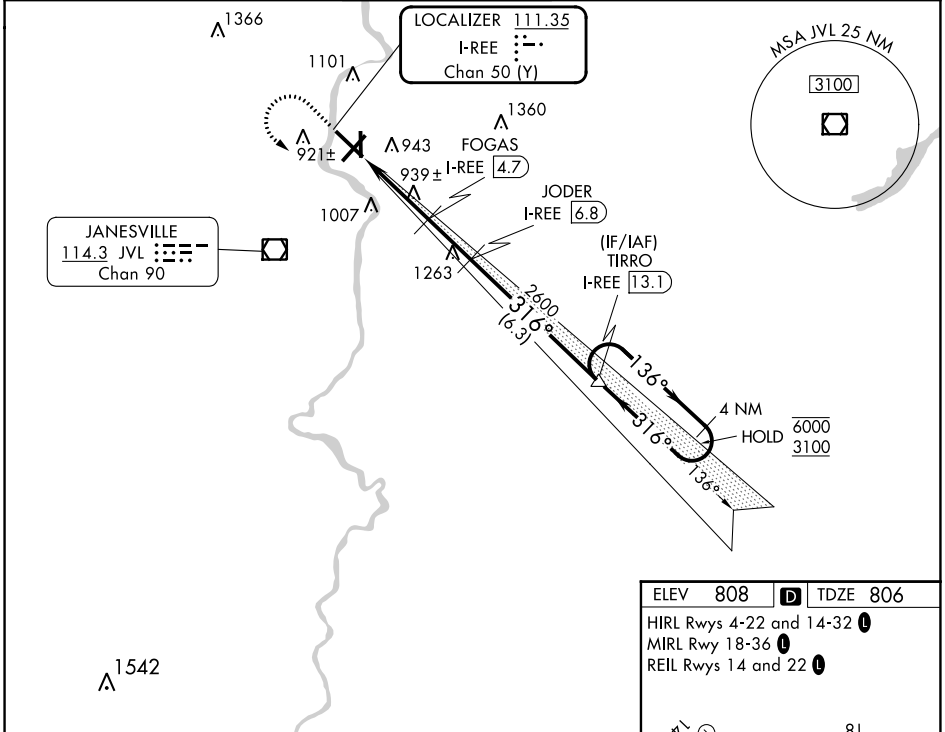 1366
LOCALIZER 111.35
I-REE
Chan 50 (Y)
MSA JVL 25 NM
3100
1101
1360
921±
943
FOGAS
I-REE 4.7
939±
1007
JODER
I-REE 6.8
JANESVILLE
114.3 JVL
Chan 90
1263
(IF/IAF)
TIRRO
I-REE 13.1
2600
316°
(6.3)
136°
4 NM
HOLD 6000
3100
316°
136°
1542
ELEV 808 D TDZE 806
HIRL Rwys 4-22 and 14-32 L
MIRL Rwy 18-36 L
REIL Rwys 14 and 22 L